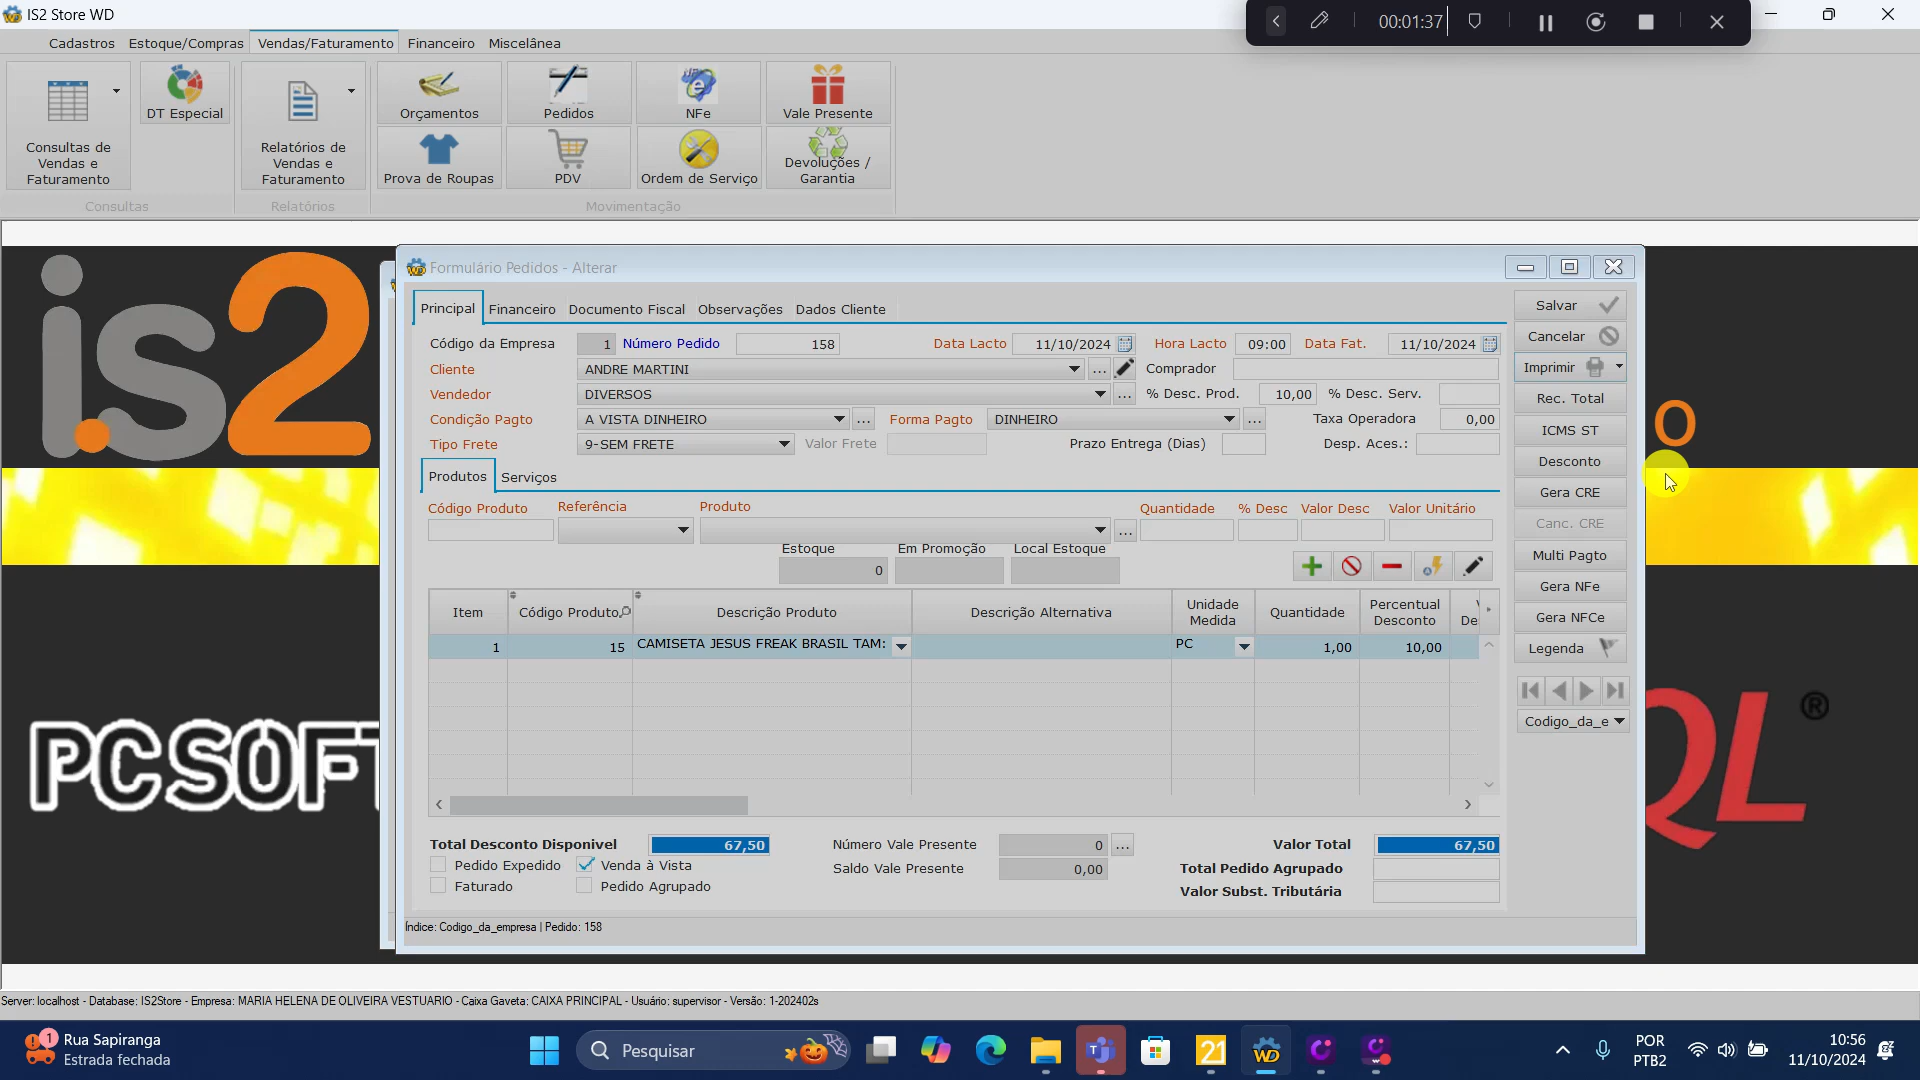 IS2 Store WD
00:01:37
Cadastros Estoque/Compras Vendas/Faturamento Financeiro Miscelânea
Consultas de
Vendas e
Faturamento
DT Especial
Consultas
Relatórios de
Vendas e
Faturamento
Relatórios
Orçamentos Pedidos NFe Vale Presente
Prova de Roupas PDV Ordem de Serviço Devoluções /
Garantia
Movimentação
is2
PCSOFT
QL®
Formulário Pedidos - Alterar
Principal Financeiro Documento Fiscal Observações Dados Cliente
Código da Empresa 1 Número Pedido 158 Data Lacto 11/10/2024 Hora Lacto 09:00 Data Fat. 11/10/2024
Cliente ANDRE MARTINI ... Comprador
Vendedor DIVERSOS ... % Desc. Prod. 10,00 % Desc. Serv.
Condição Pagto A VISTA DINHEIRO ... Forma Pagto DINHEIRO ... Taxa Operadora 0,00
Tipo Frete 9-SEM FRETE Valor Frete Prazo Entrega (Dias) Desp. Aces.:
Produtos Serviços
Código Produto Referência Produto ... Quantidade % Desc Valor Desc Valor Unitário
Estoque 0 Em Promoção Local Estoque
Item Código Produto Descrição Produto Descrição Alternativa Unidade
Medida Quantidade Percentual
Desconto
1 15 CAMISETA JESUS FREAK BRASIL TAM: PC 1,00 10,00
Total Desconto Disponivel 67,50 Número Vale Presente 0 ... Valor Total 67,50
Pedido Expedido Venda à Vista Saldo Vale Presente 0,00 Total Pedido Agrupado
Faturado Pedido Agrupado Valor Subst. Tributária
Índice: Codigo_da_empresa | Pedido: 158
Salvar
Cancelar
Imprimir
Rec. Total
ICMS ST
Desconto
Gera CRE
Canc. CRE
Multi Pagto
Gera NFe
Gera NFCe
Legenda
Codigo_da_e
Server: localhost - Database: IS2Store - Empresa: MARIA HELENA DE OLIVEIRA VESTUARIO - Caixa Gaveta: CAIXA PRINCIPAL - Usuário: supervisor - Versão: 1-202402s
1
Rua Sapiranga
Estrada fechada
Pesquisar
21
WD
POR
PTB2
10:56
11/10/2024